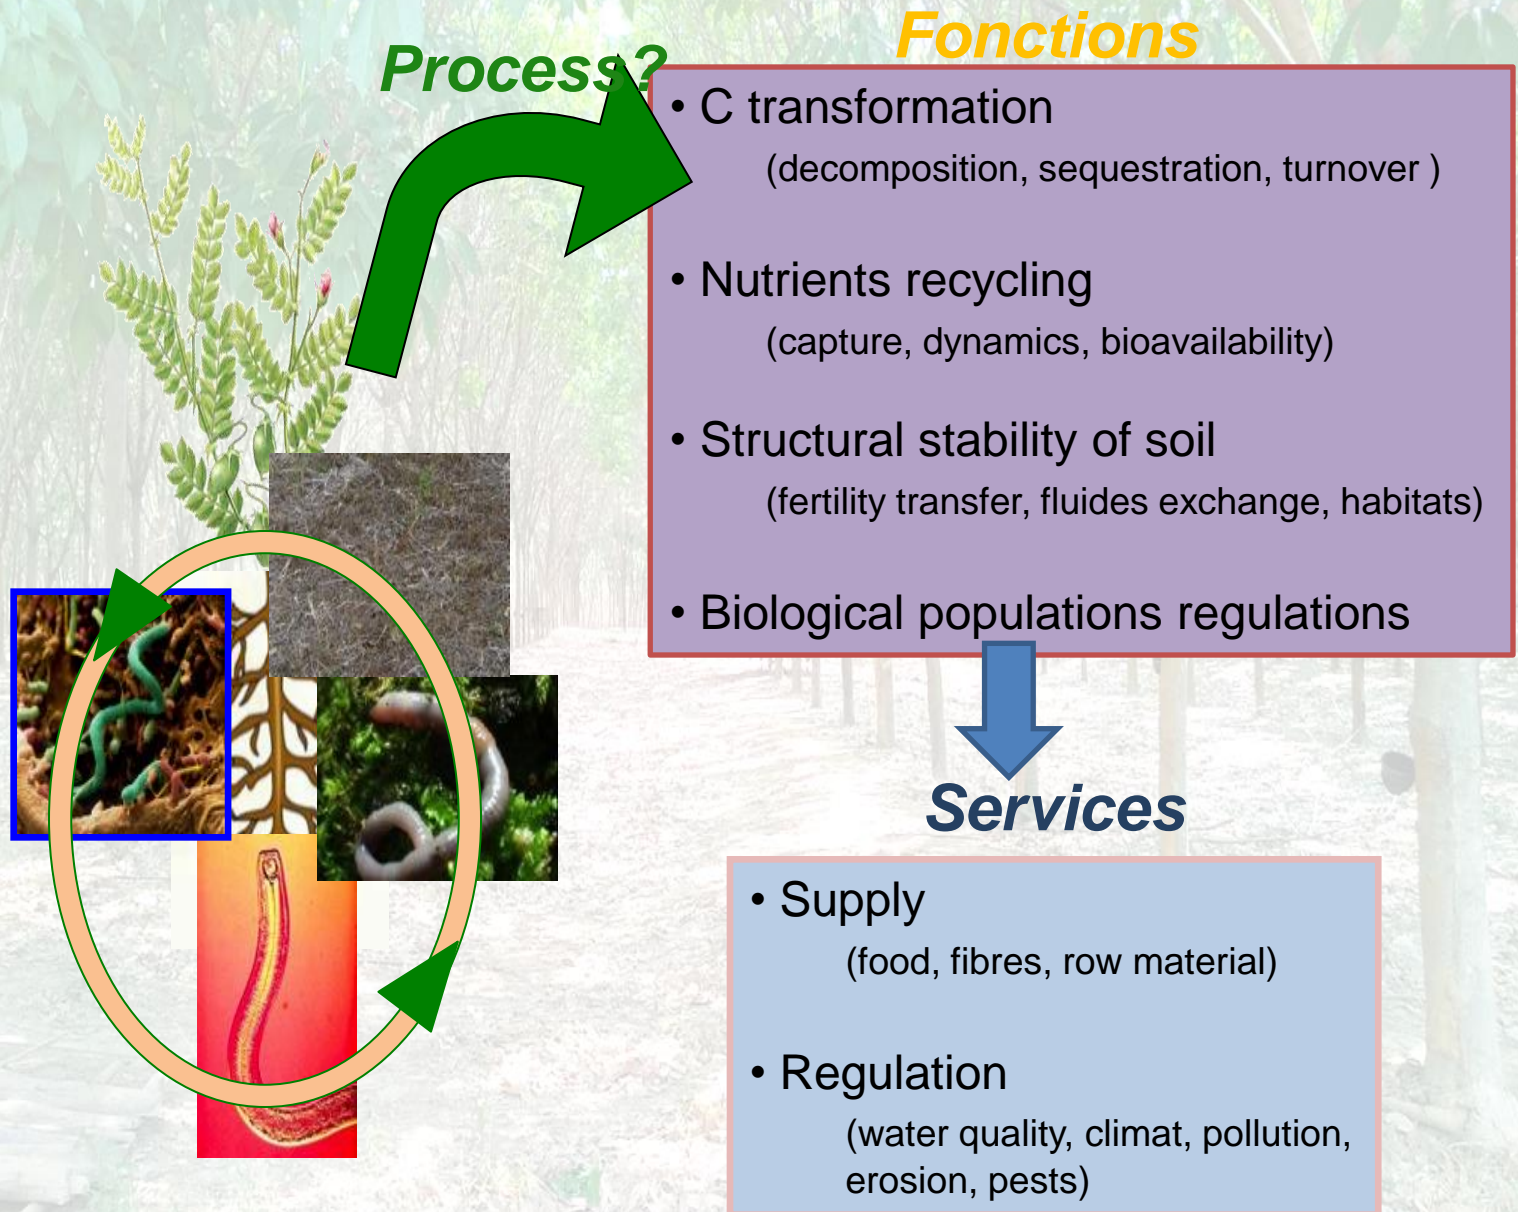 Process?
Fonctions
• C transformation
(decomposition, sequestration, turnover )
• Nutrients recycling
(capture, dynamics, bioavailability)
• Structural stability of soil
(fertility transfer, fluides exchange, habitats)
• Biological populations regulations
Services
• Supply
(food, fibres, row material)
• Regulation
(water quality, climat, pollution,
erosion, pests)